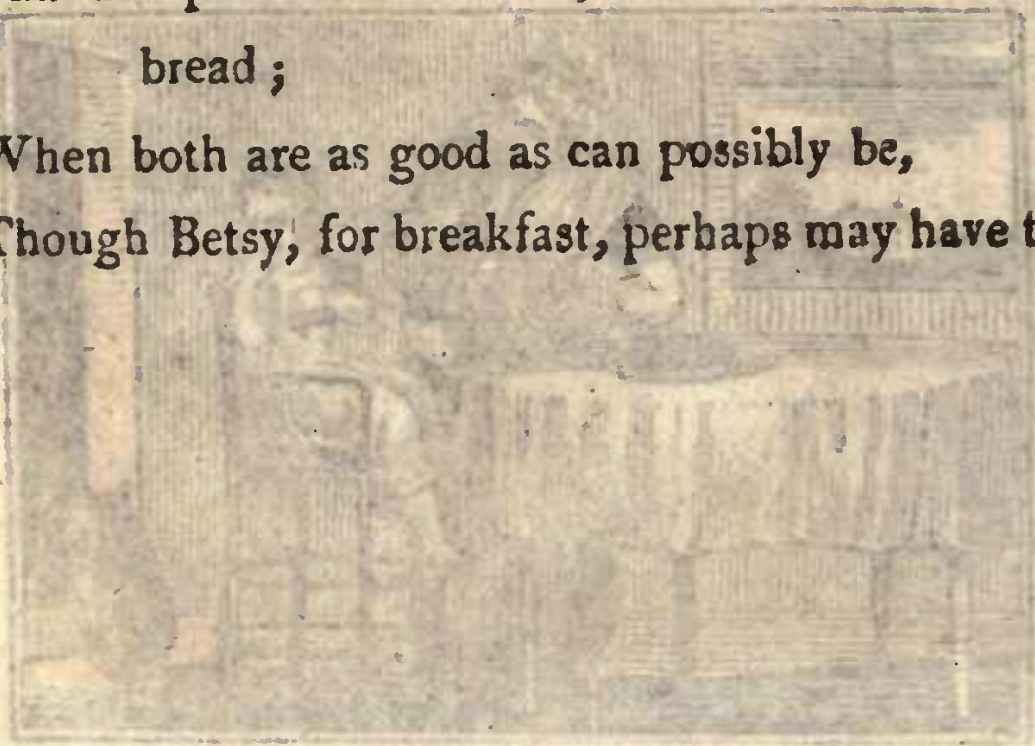 bread ;
When both are as good as can possibly be,
Though Betsy, for breakfast, perhaps may have